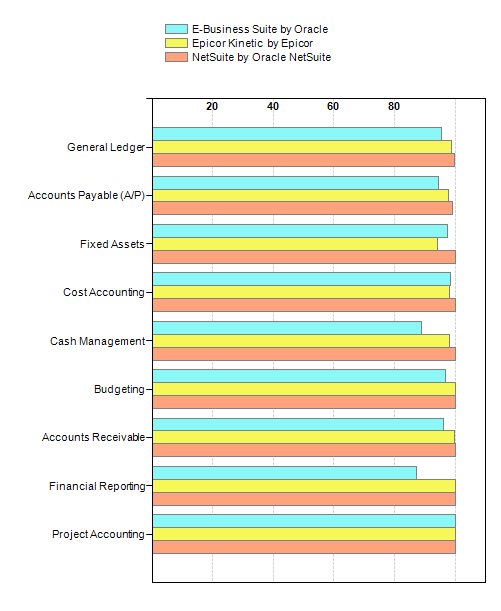 E-Business Suite by Oracle
Epicor Kinetic by Epicor
NetSuite by Oracle NetSuite
20 40 60 80
General Ledger
Accounts Payable (A/P)
Fixed Assets
Cost Accounting
Cash Management
Budgeting
Accounts Receivable
Financial Reporting
Project Accounting